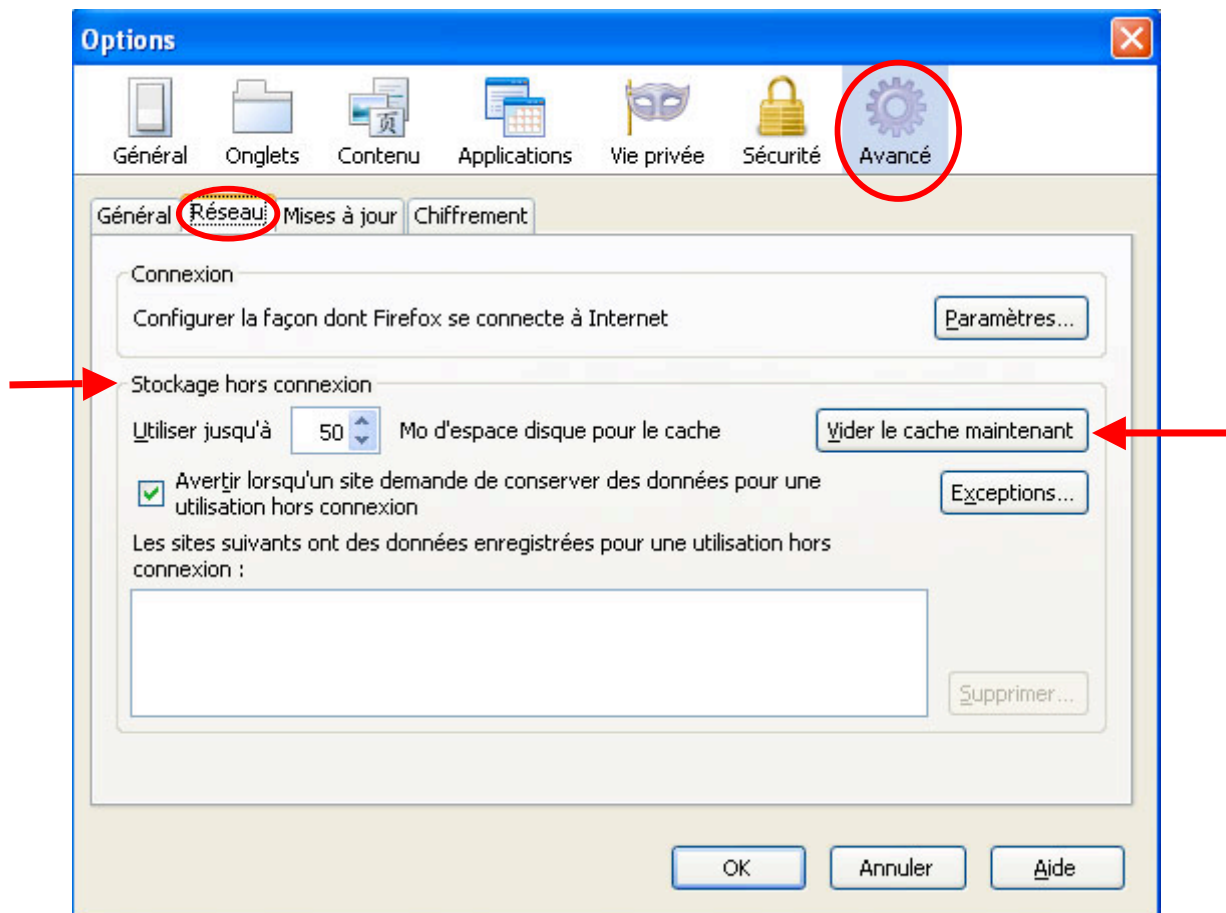 Options
页
Général Onglets Contenu Applications Vie privée Sécurité Avancé
Général Réseau Mises à jour Chiffrement
Connexion
Configurer la façon dont Firefox se connecte à Internet Paramètres...
Stockage hors connexion
Utiliser jusqu'à 50 Mo d'espace disque pour le cache Vider le cache maintenant
Avertir lorsqu'un site demande de conserver des données pour une
utilisation hors connexion
Exceptions...
Les sites suivants ont des données enregistrées pour une utilisation hors
connexion :
Supprimer...
OK Annuler Aide